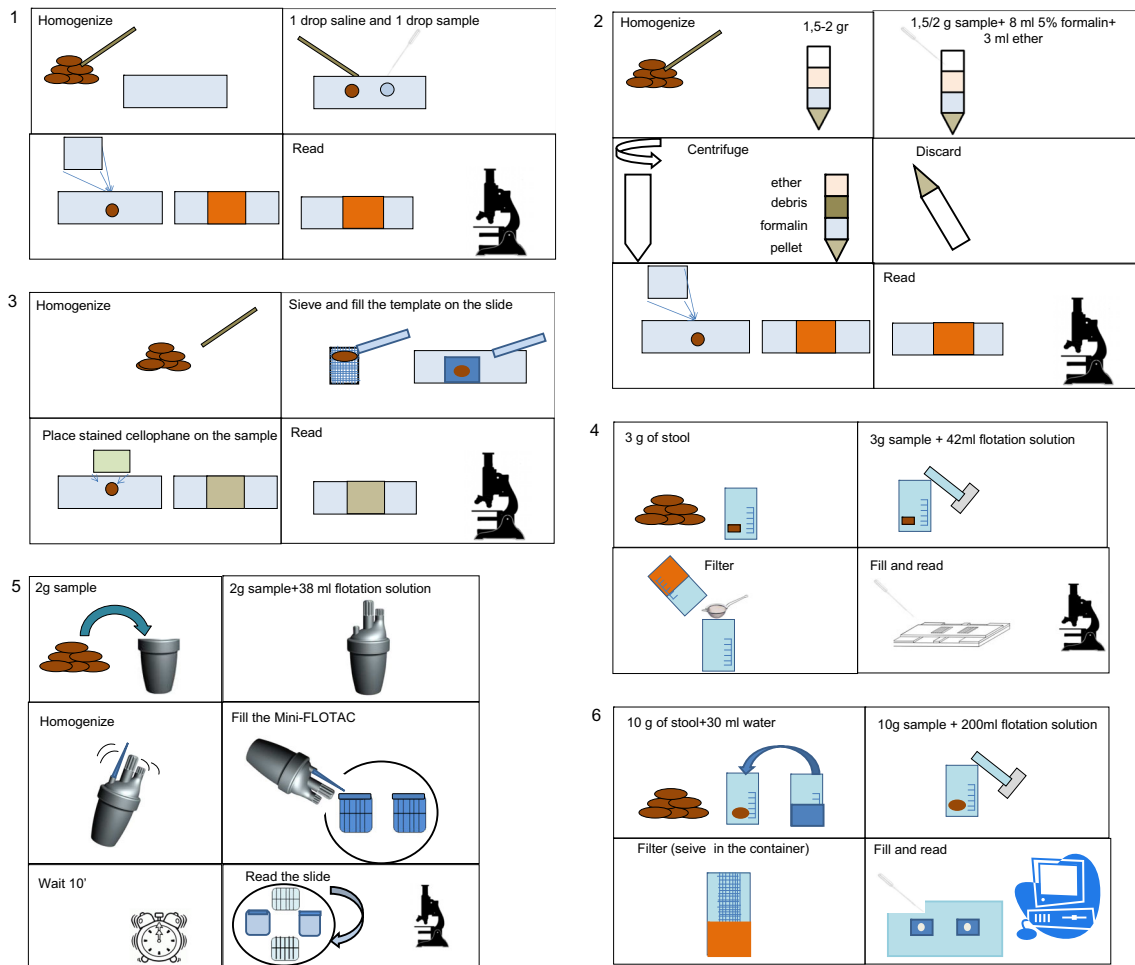 1
Homogenize
1 drop saline and 1 drop sample
Read
2
Homogenize
1,5-2 gr
1,5/2 g sample+ 8 ml 5% formalin+
3 ml ether
Centrifuge
ether
debris
formalin
pellet
Discard
Read
3
Homogenize
Sieve and fill the template on the slide
Place stained cellophane on the sample
Read
4
3 g of stool
3g sample + 42ml flotation solution
Filter
Fill and read
5
2g sample
2g sample+38 ml flotation solution
Homogenize
Fill the Mini-FLOTAC
Wait 10'
Read the slide
6
10 g of stool+30 ml water
10g sample + 200ml flotation solution
Filter (seive in the container)
Fill and read